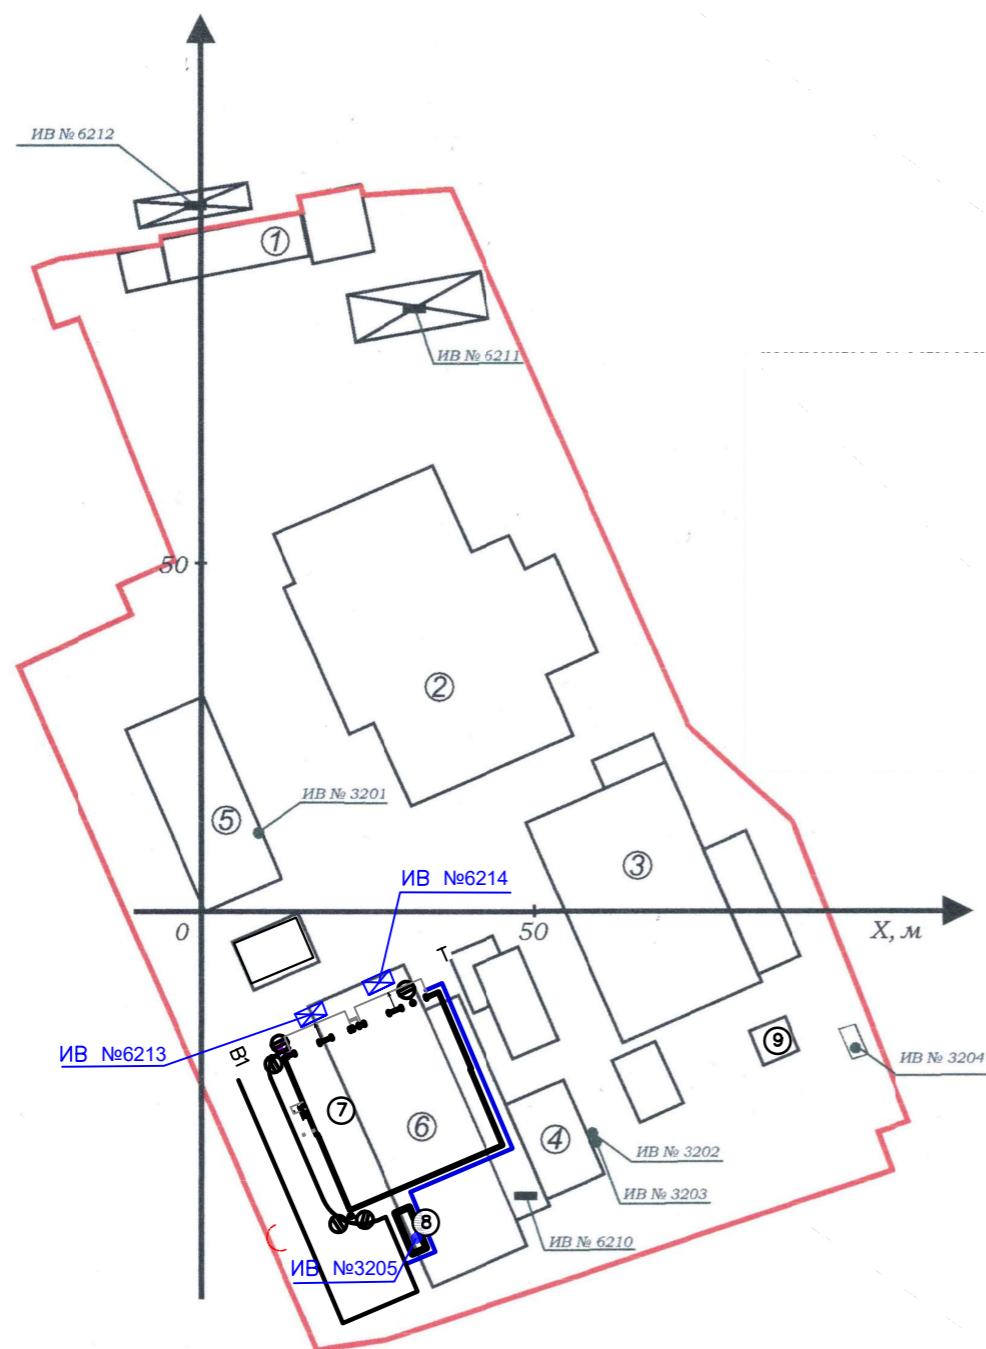 ИВ № 6212
1
ИВ № 6211
50
2
ИВ № 3201
5
3
ИВ №6214
0
50
X, м
Т
9
ИВ №6213
В1
ИВ № 3204
7
6
4
ИВ № 3202
ИВ № 3203
8
ИВ № 6210
ИВ №3205